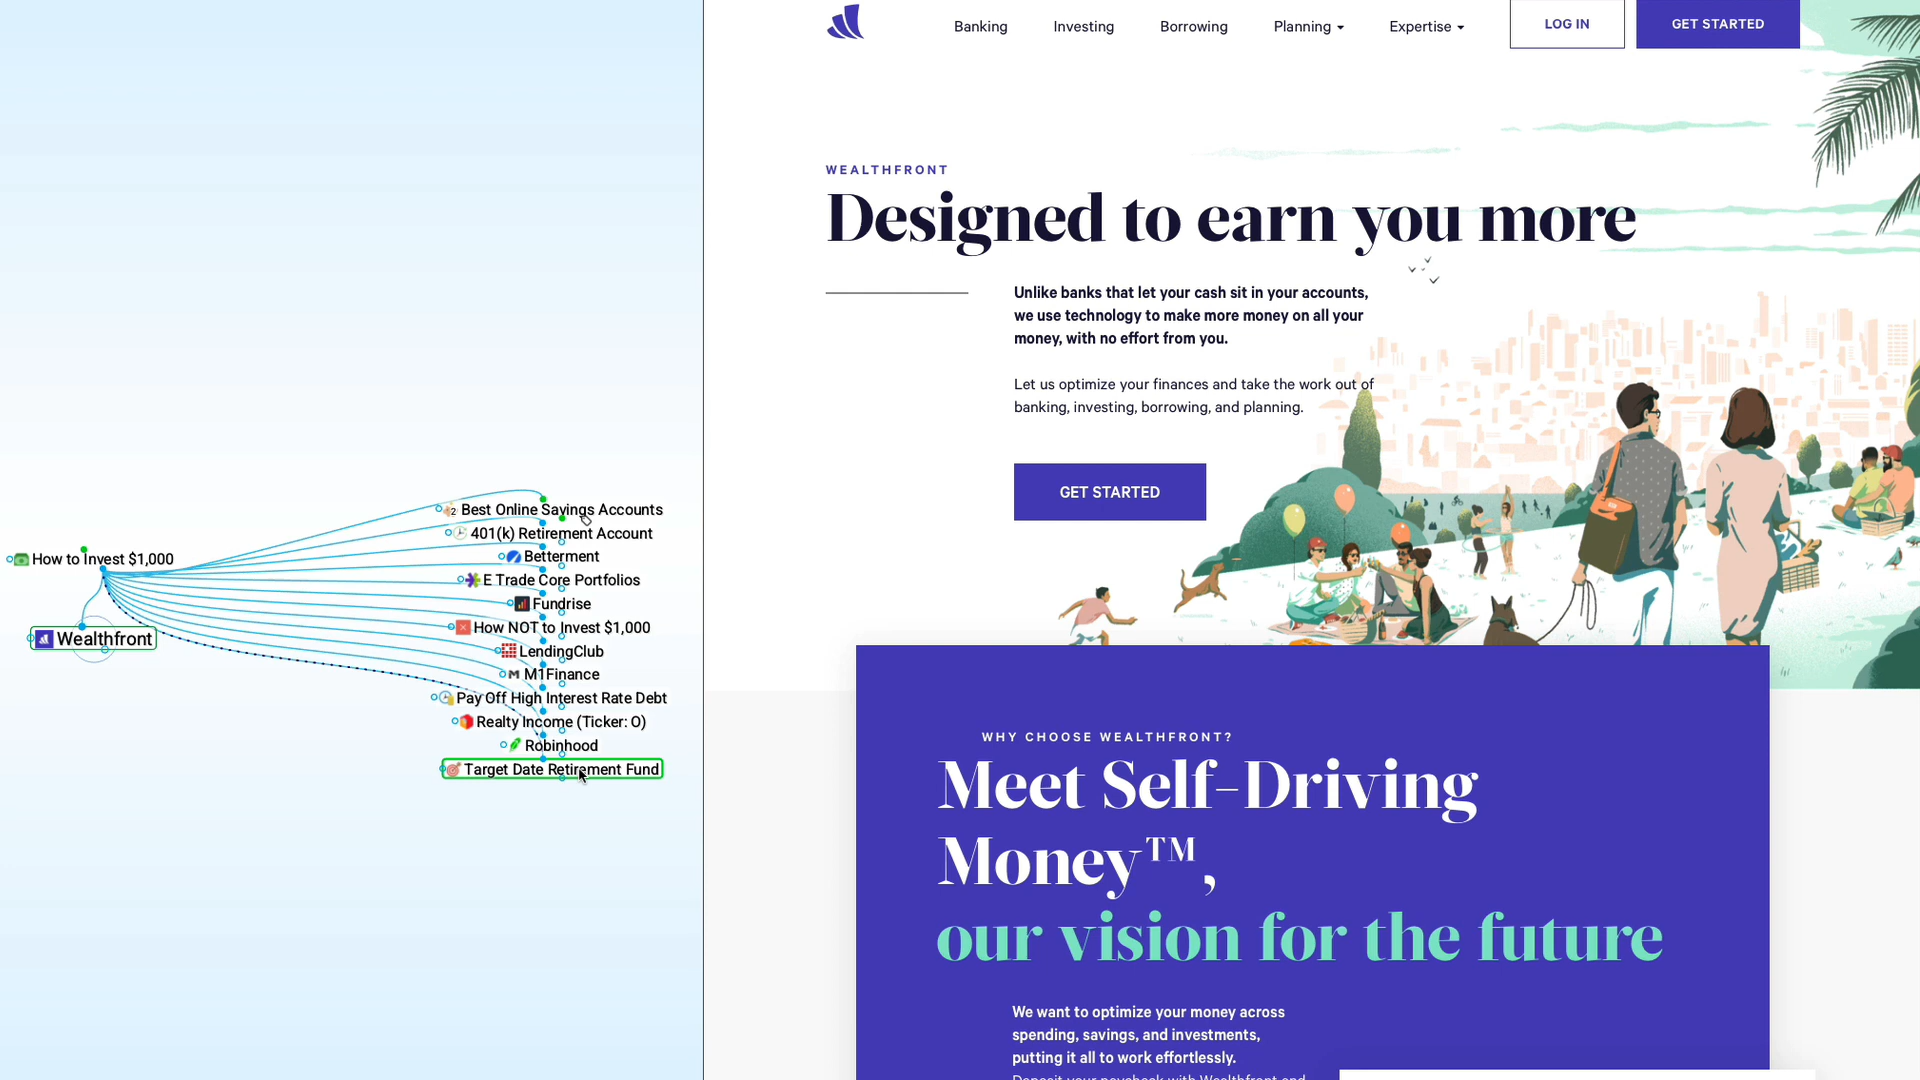 How to Invest $1,000
Wealthfront
Best Online Savings Accounts
401(k) Retirement Account
Betterment
E Trade Core Portfolios
Fundrise
How NOT to Invest $1,000
LendingClub
M1Finance
Pay Off High Interest Rate Debt
Realty Income (Ticker: O)
Robinhood
Target Date Retirement Fund
Banking
Investing
Borrowing
Planning
Expertise
LOG IN
GET STARTED
WEALTHFRONT
Designed to earn you more
Unlike banks that let your cash sit in your accounts,
we use technology to make more money on all your
money, with no effort from you.
Let us optimize your finances and take the work out of
banking, investing, borrowing, and planning.
GET STARTED
WHY CHOOSE WEALTHFRONT?
Meet Self-Driving
Money™,
our vision for the future
We want to optimize your money across
spending, savings, and investments,
putting it all to work effortlessly.
Deposit your paycheck with Wealthfront and